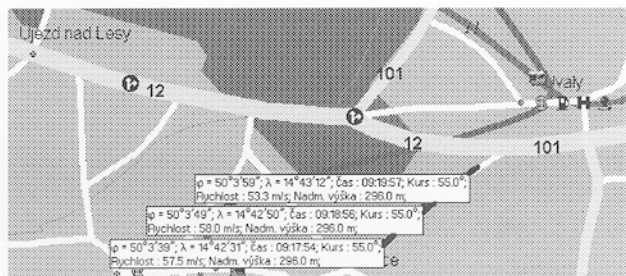 Újezd nad Lesy
12
101
Úvaly
H
12
101
φ = 50°3'59"; λ = 14°43'12"; čas : 09:19:57; Kurs : 55.0°;
Rychlost : 53.3 m/s; Nadm. výška : 296.0 m;
φ = 50°3'49"; λ = 14°42'50"; čas : 09:18:56; Kurs : 55.0°;
Rychlost : 58.0 m/s; Nadm. výška : 296.0 m;
φ = 50°3'39"; λ = 14°42'31"; čas : 09:17:54; Kurs : 55.0°;
Rychlost : 57.5 m/s; Nadm. výška : 296.0 m;